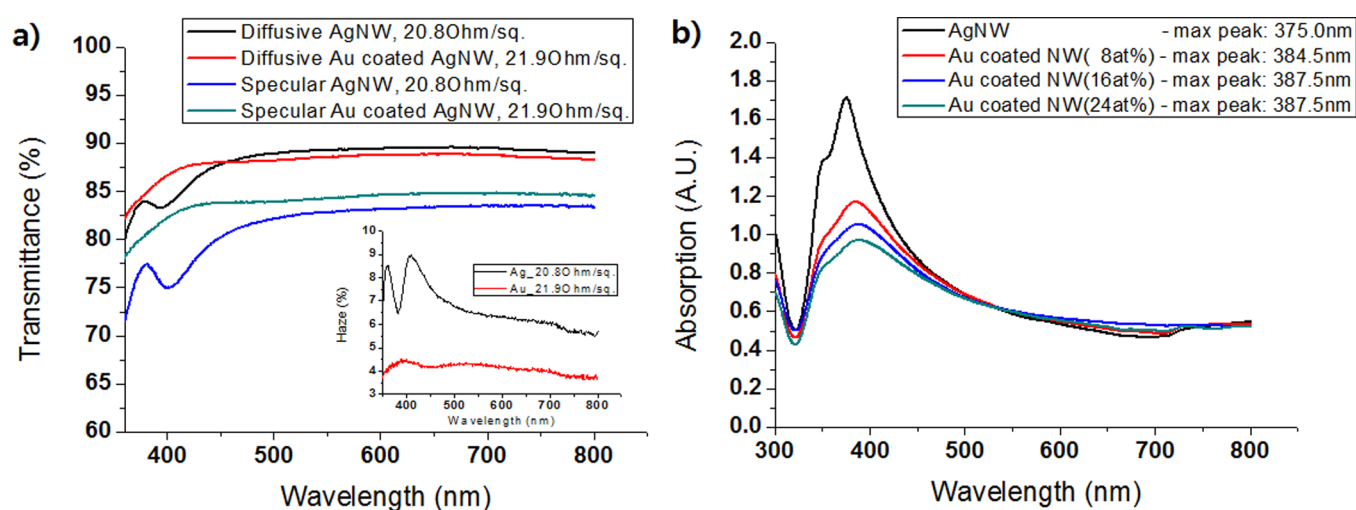 a)
Diffusive AgNW, 20.8Ohm/sq.
Diffusive Au coated AgNW, 21.9Ohm/sq.
Specular AgNW, 20.8Ohm/sq.
Specular Au coated AgNW, 21.9Ohm/sq.
Transmittance (%)
100
95
90
85
80
75
70
65
60
400
500
600
700
800
Wavelength (nm)
Haze (%)
10
9
8
7
6
5
4
3
Ag_20.8Ohm/sq.
Au_21.9Ohm/sq.
400
500
600
700
800
Wavelength (nm)
b)
AgNW - max peak: 375.0nm
Au coated NW( 8at%) - max peak: 384.5nm
Au coated NW(16at%) - max peak: 387.5nm
Au coated NW(24at%) - max peak: 387.5nm
Absorption (A.U.)
2.0
1.8
1.6
1.4
1.2
1.0
0.8
0.6
0.4
0.2
0.0
300
400
500
600
700
800
Wavelength (nm)